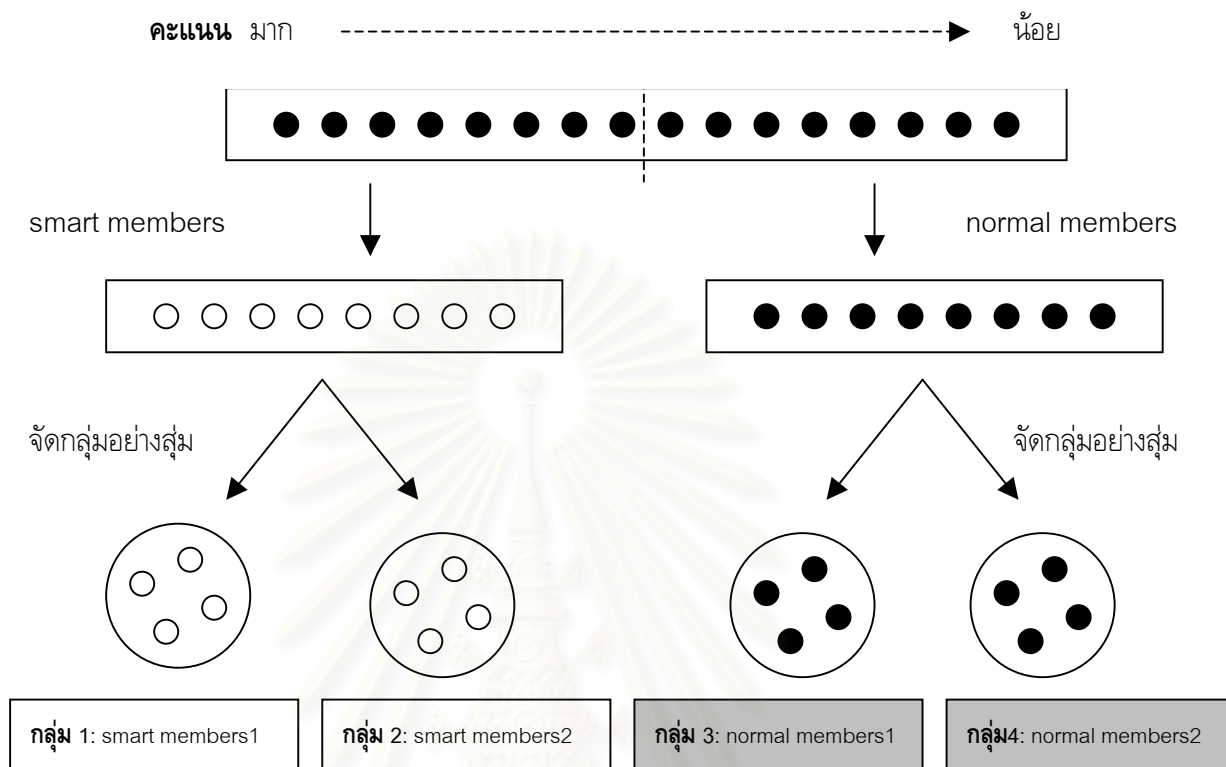 คะแนน มาก น้อย
smart members
normal members
จัดกลุ่มอย่างสุ่ม
จัดกลุ่มอย่างสุ่ม
กลุ่ม 1: smart members1
กลุ่ม 2: smart members2
กลุ่ม 3: normal members1
กลุ่ม4: normal members2